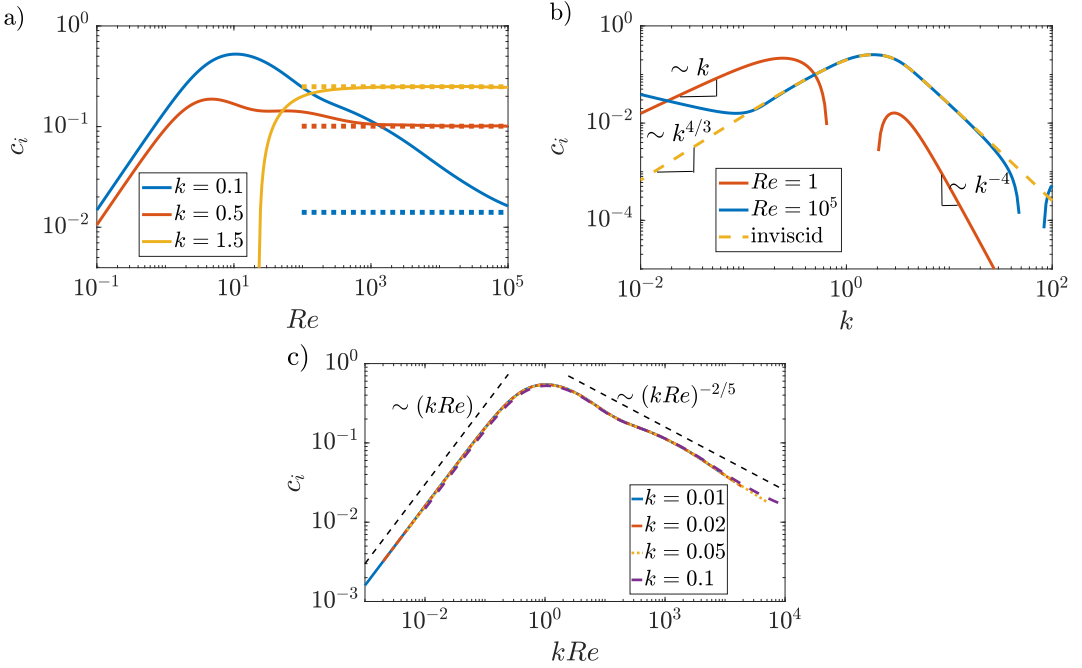 a)
10^0
10^-1
10^-2
c_i
k = 0.1
k = 0.5
k = 1.5
10^-1
10^1
10^3
10^5
Re
b)
10^0
10^-2
10^-4
c_i
∼ k
∼ k^4/3
∼ k^-4
Re = 1
Re = 10^5
inviscid
10^-2
10^0
10^2
k
c)
10^0
10^-1
10^-2
10^-3
c_i
∼ (kRe)
∼ (kRe)^-2/5
k = 0.01
k = 0.02
k = 0.05
k = 0.1
10^-2
10^0
10^2
10^4
kRe